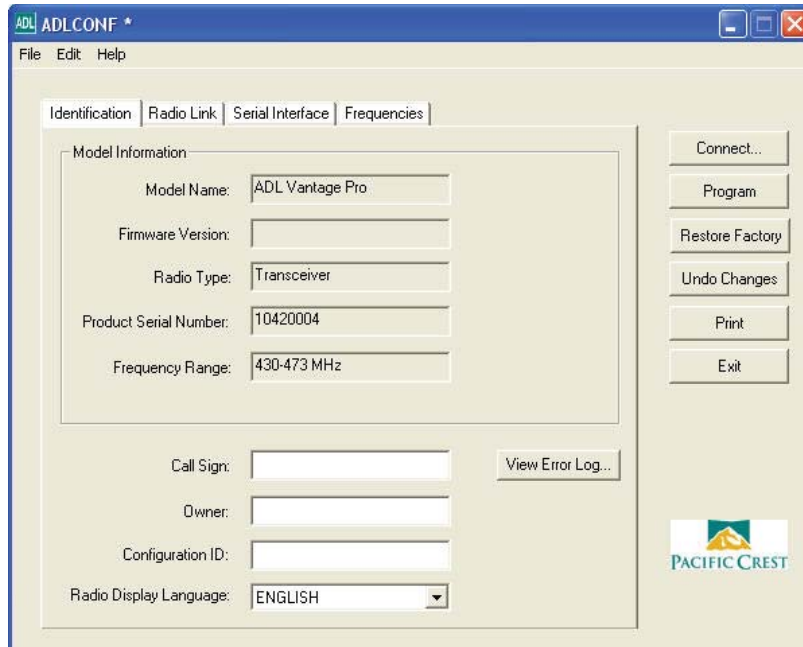 ADL ADLCONF *
File Edit Help
Identification Radio Link Serial Interface Frequencies
Model Information
Model Name: ADL Vantage Pro
Firmware Version:
Radio Type: Transceiver
Product Serial Number: 10420004
Frequency Range: 430-473 MHz
Call Sign:
Owner:
Configuration ID:
Radio Display Language: ENGLISH
View Error Log...
Connect...
Program
Restore Factory
Undo Changes
Print
Exit
PACIFIC CREST